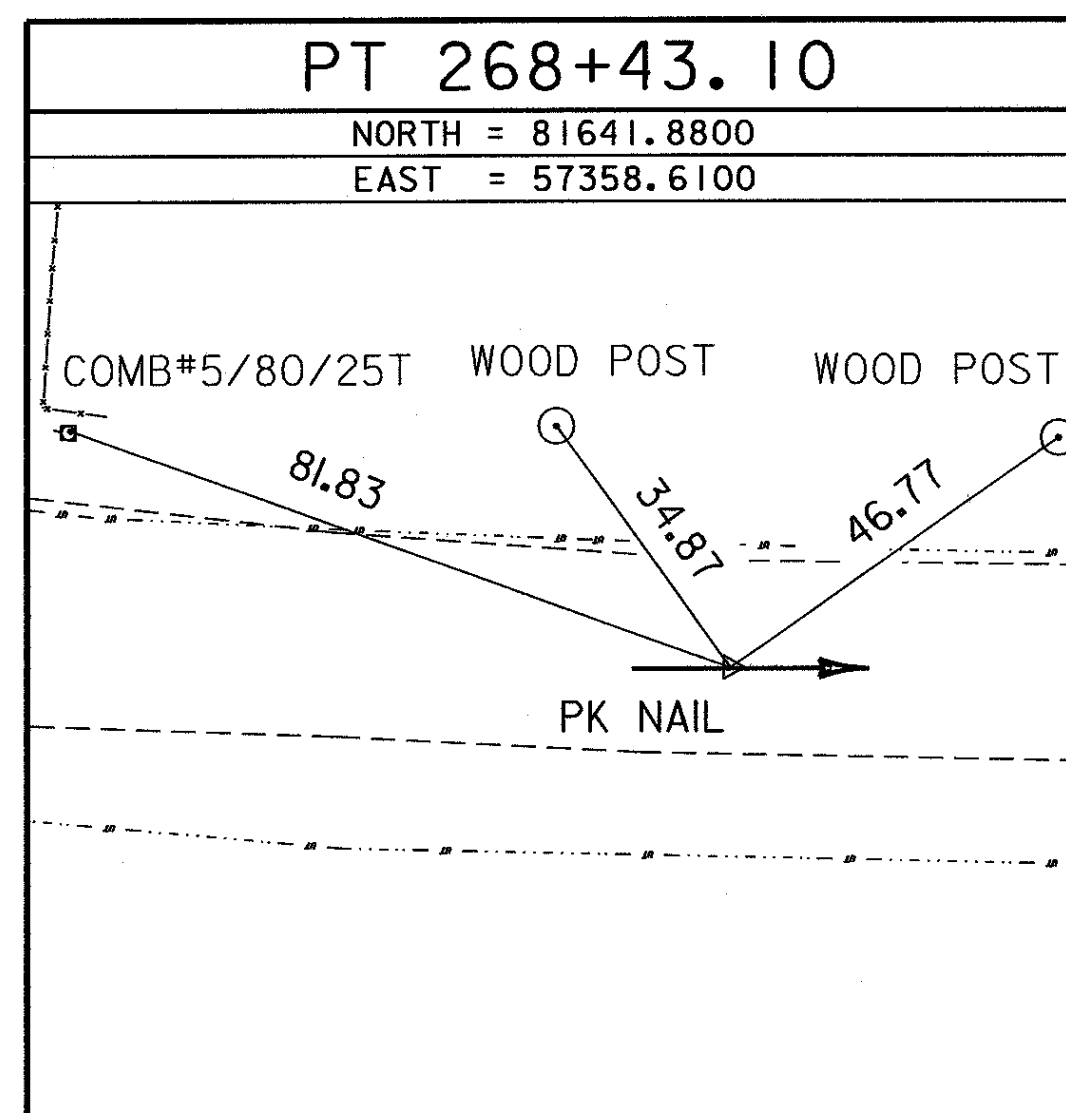 PT 268+43.10
NORTH = 81641.8800
EAST = 57358.6100
COMB#5/80/25T
WOOD POST
WOOD POST
81.83
34.87
46.77
PK NAIL